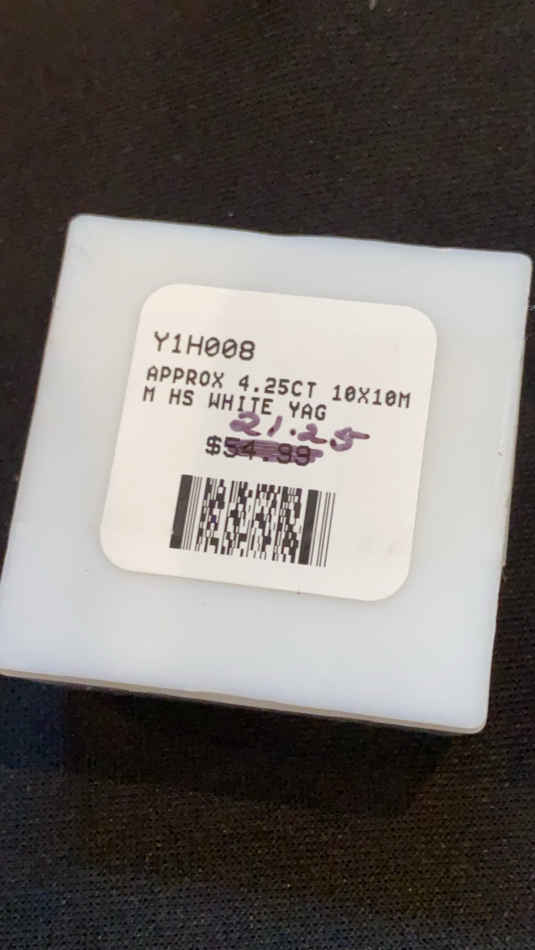 Y1H008
APPROX 4.25CT 10X10M
M HS WHITE YAG
21.25
$54.99